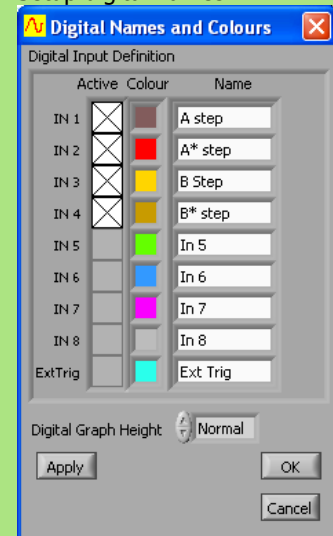 Digital Names and Colours
Digital Input Definition
Active Colour Name
IN 1 A step
IN 2 A* step
IN 3 B Step
IN 4 B* step
IN 5 In 5
IN 6 In 6
IN 7 In 7
IN 8 In 8
ExtTrig Ext Trig
Digital Graph Height Normal
Apply OK
Cancel